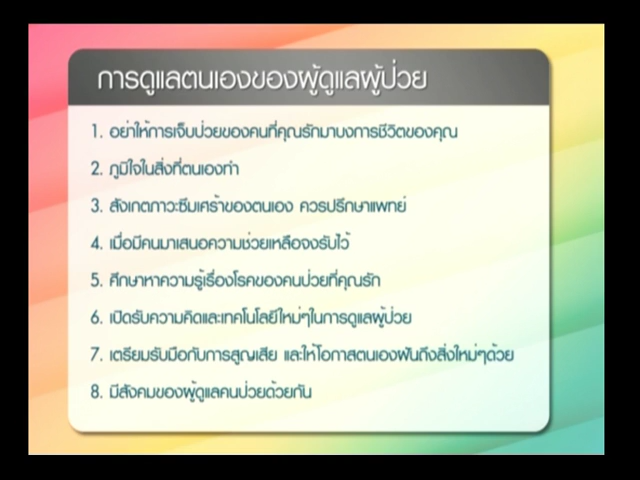 การดูแลตนเองของผู้ดูแลผู้ป่วย
1. อย่าให้การเจ็บป่วยของคนที่คุณรักมาบงการชีวิตของคุณ
2. ภูมิใจในสิ่งที่ตนเองทำ
3. สังเกตภาวะซึมเศร้าของตนเอง ควรปรึกษาแพทย์
4. เมื่อมีคนมาเสนอความช่วยเหลือจงรับไว้
5. ศึกษาหาความรู้เรื่องโรคของคนป่วยที่คุณรัก
6. เปิดรับความคิดและเทคโนโลยีใหม่ๆในการดูแลผู้ป่วย
7. เตรียมรับมือกับการสูญเสีย และให้โอกาสตนเองฝันถึงสิ่งใหม่ๆด้วย
8. มีสังคมของผู้ดูแลคนป่วยด้วยกัน